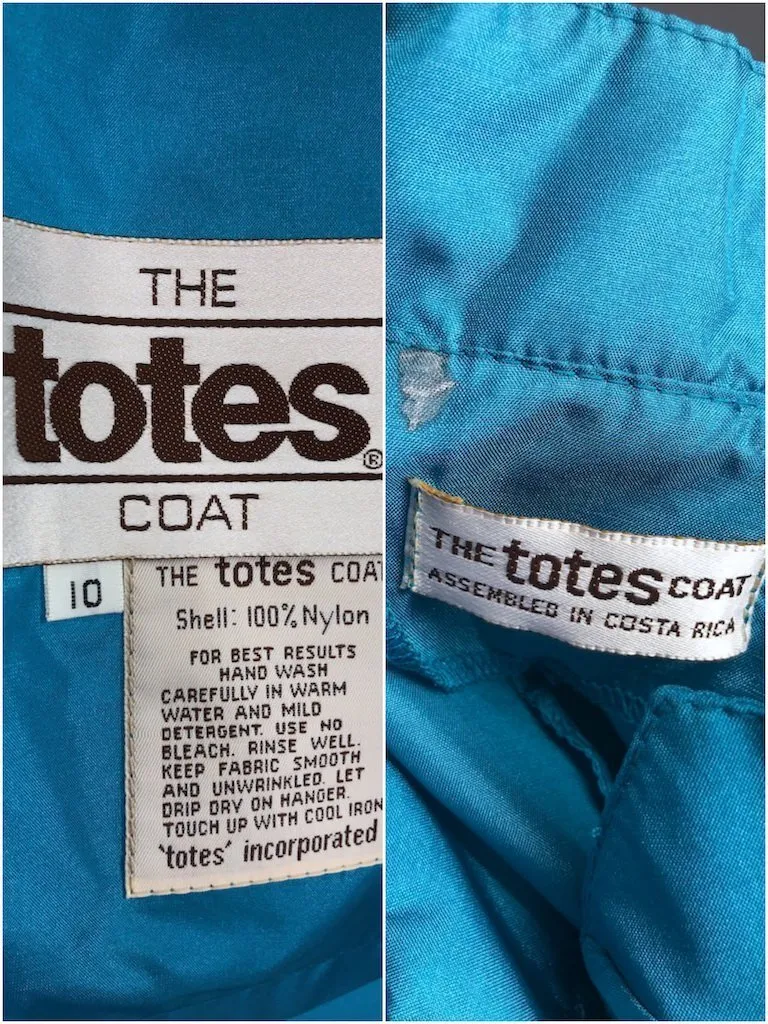 THE
totes®
COAT
10
THE totes COAT
Shell: 100% Nylon
FOR BEST RESULTS
HAND WASH
CAREFULLY IN WARM
WATER AND MILD
DETERGENT. USE NO
BLEACH. RINSE WELL.
KEEP FABRIC SMOOTH
AND UNWRINKLED. LET
DRIP DRY ON HANGER.
TOUCH UP WITH COOL IRON
'totes' incorporated
THE totes COAT
ASSEMBLED IN COSTA RICA